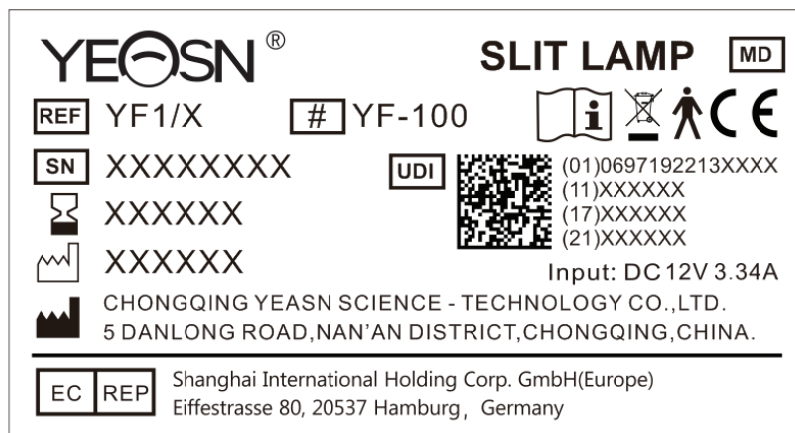 YEASN ® SLIT LAMP MD
REF YF1/X # YF-100
SN XXXXXXXX UDI (01)0697192213XXXX
(11)XXXXXX
XXXXXX (17)XXXXXX
(21)XXXXXX
XXXXXX Input: DC 12V 3.34A
CHONGQING YEASN SCIENCE - TECHNOLOGY CO.,LTD.
5 DANLONG ROAD,NAN'AN DISTRICT,CHONGQING,CHINA.
EC REP Shanghai International Holding Corp. GmbH(Europe)
Eiffestrasse 80, 20537 Hamburg, Germany